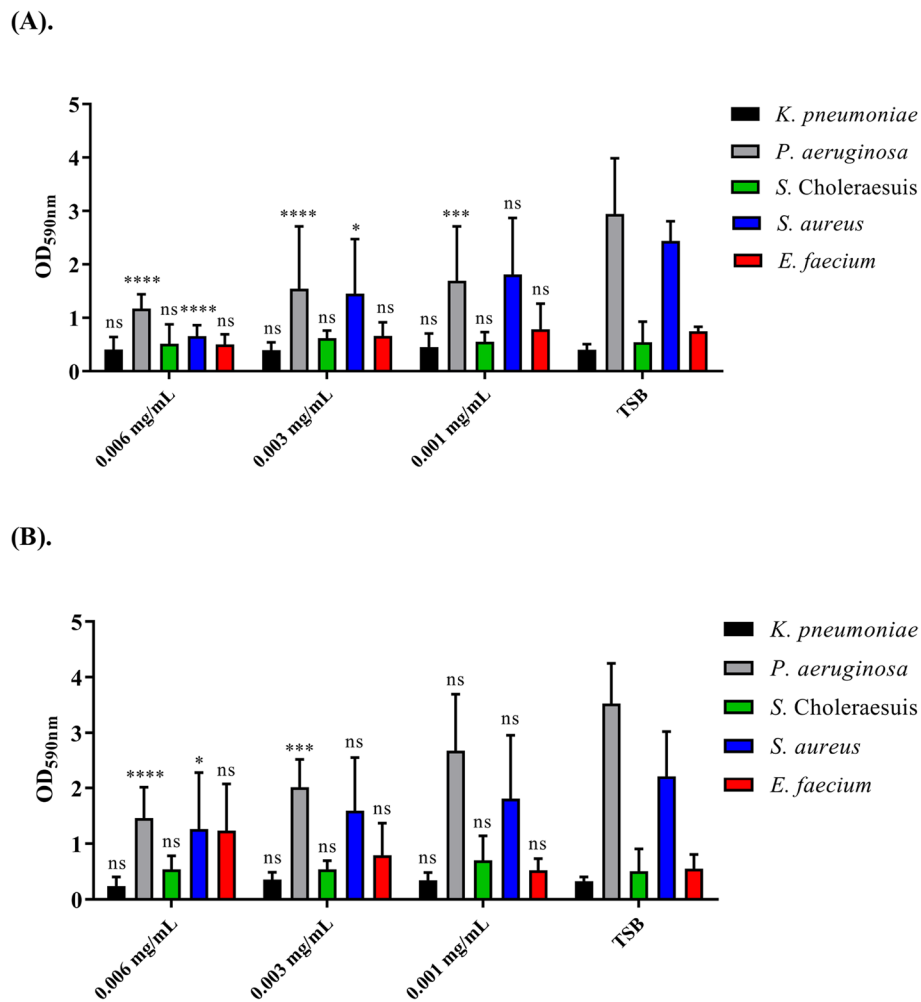 (A).
5
4
3
2
1
0
OD590nm
ns
****
ns
****
ns
ns
****
ns
*
ns
ns
***
ns
ns
ns
0.006 mg/mL
0.003 mg/mL
0.001 mg/mL
TSB
K. pneumoniae
P. aeruginosa
S. Choleraesuis
S. aureus
E. faecium
(B).
5
4
3
2
1
0
OD590nm
ns
****
ns
*
ns
ns
***
ns
ns
ns
ns
ns
ns
ns
ns
0.006 mg/mL
0.003 mg/mL
0.001 mg/mL
TSB
K. pneumoniae
P. aeruginosa
S. Choleraesuis
S. aureus
E. faecium